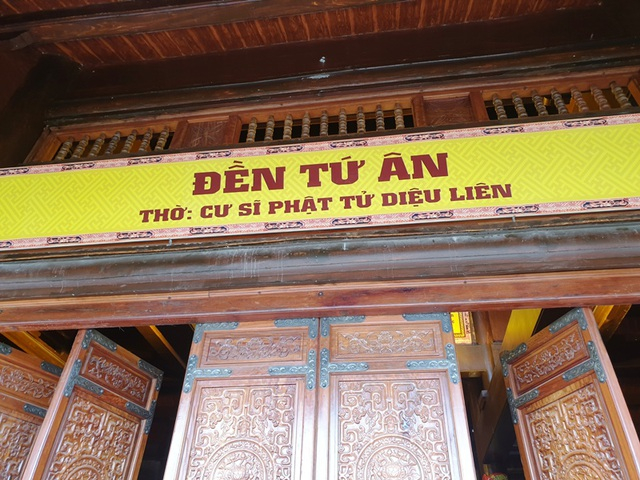 ĐỀN TỨ ÂN
THỜ: CƯ SĨ PHẬT TỬ DIỆU LIÊN